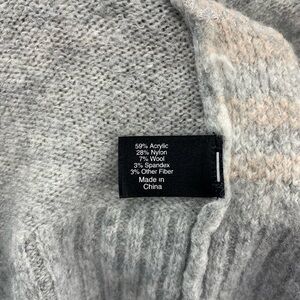 59% Acrylic
28% Nylon
7% Wool
3% Spandex
3% Other Fiber
Made in
China